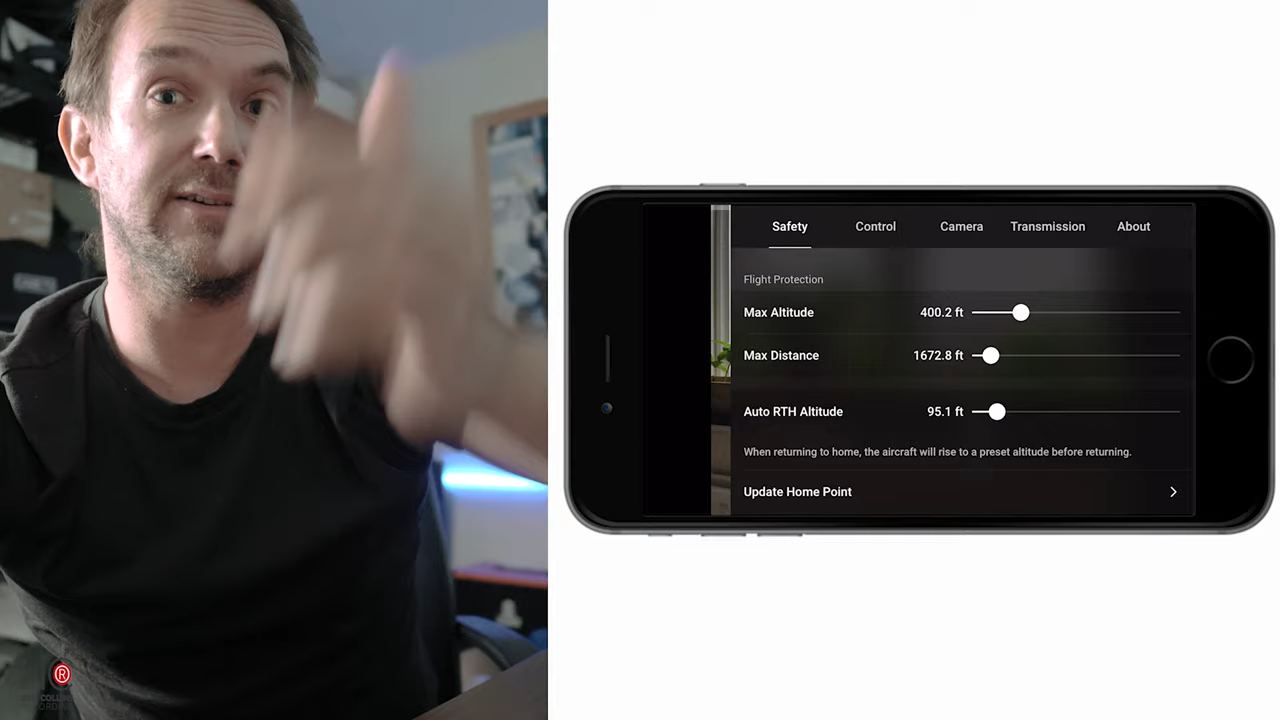 Safety Control Camera Transmission About
Flight Protection
Max Altitude 400.2 ft
Max Distance 1672.8 ft
Auto RTH Altitude 95.1 ft
When returning to home, the aircraft will rise to a preset altitude before returning.
Update Home Point
®